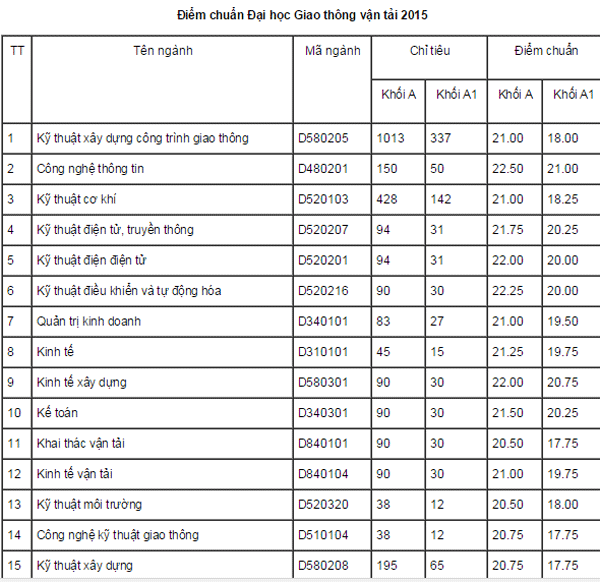 Điểm chuẩn Đại học Giao thông vận tải 2015
TT Tên ngành Mã ngành Chỉ tiêu Điểm chuẩn
Khối A Khối A1 Khối A Khối A1
1 Kỹ thuật xây dựng công trình giao thông D580205 1013 337 21.00 18.00
2 Công nghệ thông tin D480201 150 50 22.50 21.00
3 Kỹ thuật cơ khí D520103 428 142 21.00 18.25
4 Kỹ thuật điện tử, truyền thông D520207 94 31 21.75 20.25
5 Kỹ thuật điện điện tử D520201 94 31 22.00 20.00
6 Kỹ thuật điều khiển và tự động hóa D520216 90 30 22.25 20.00
7 Quản trị kinh doanh D340101 83 27 21.00 19.50
8 Kinh tế D310101 45 15 21.25 19.75
9 Kinh tế xây dựng D580301 90 30 22.00 20.75
10 Kế toán D340301 90 30 21.50 20.25
11 Khai thác vận tải D840101 90 30 20.50 17.75
12 Kinh tế vận tải D840104 90 30 21.00 19.75
13 Kỹ thuật môi trường D520320 38 12 20.50 18.00
14 Công nghệ kỹ thuật giao thông D510104 38 12 20.75 17.75
15 Kỹ thuật xây dựng D580208 195 65 20.75 17.75